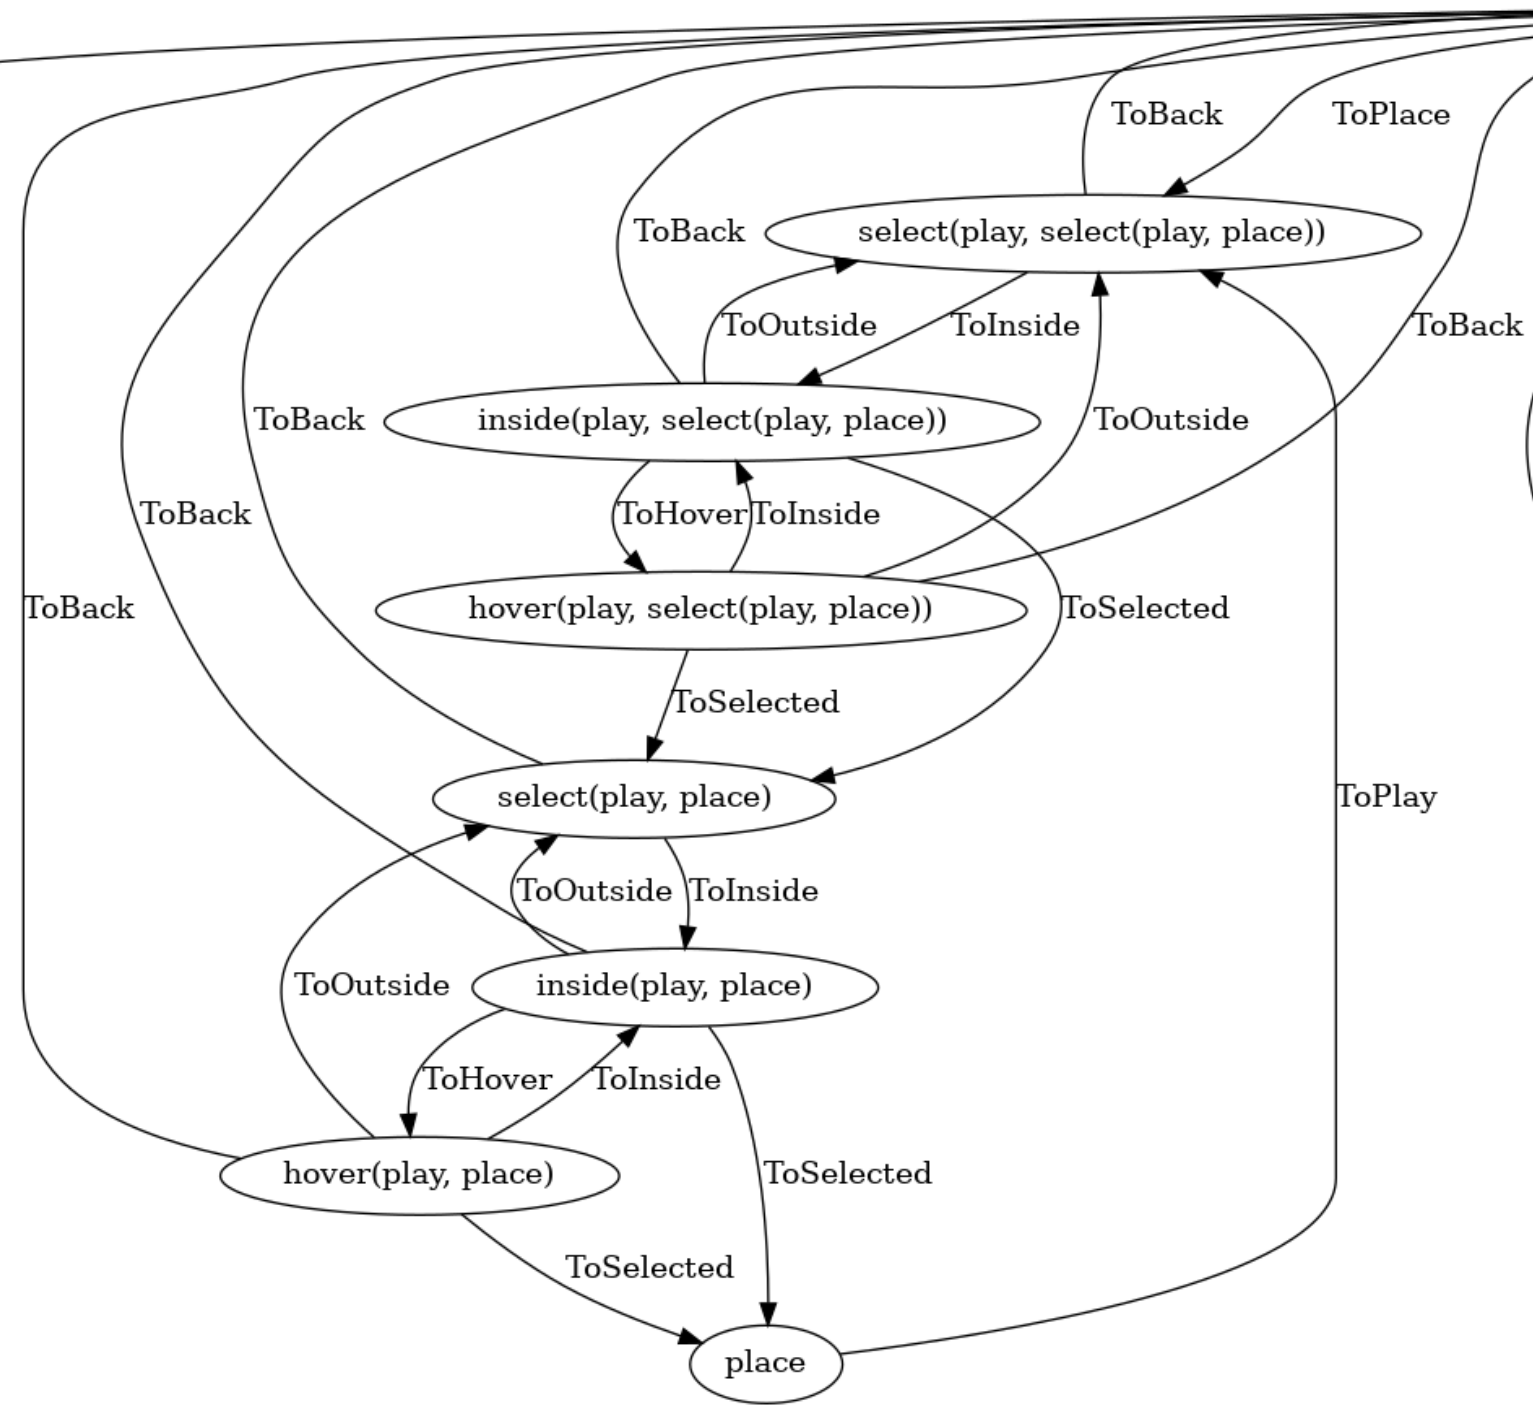 ToBack
ToPlace
ToBack
select(play, select(play, place))
ToOutside
ToInside
ToBack
ToBack
inside(play, select(play, place))
ToOutside
ToBack
ToHover
ToInside
ToBack
hover(play, select(play, place))
ToSelected
ToSelected
select(play, place)
ToPlay
ToOutside
ToInside
ToOutside
inside(play, place)
ToHover
ToInside
hover(play, place)
ToSelected
ToSelected
place